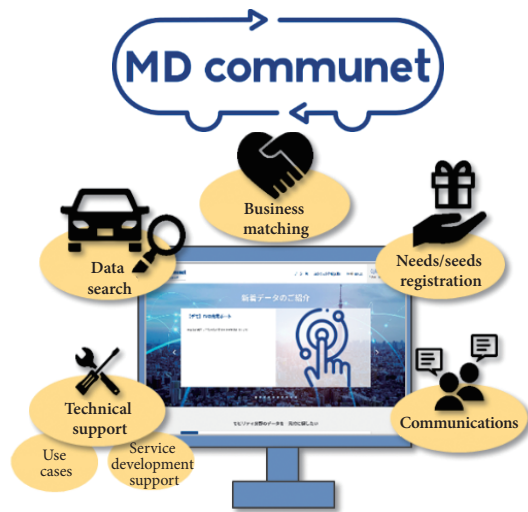 MD communet
Business
matching
Data
search
Needs/seeds
registration
新着データのご紹介
Technical
support
Communications
Use
cases
Service
development
support